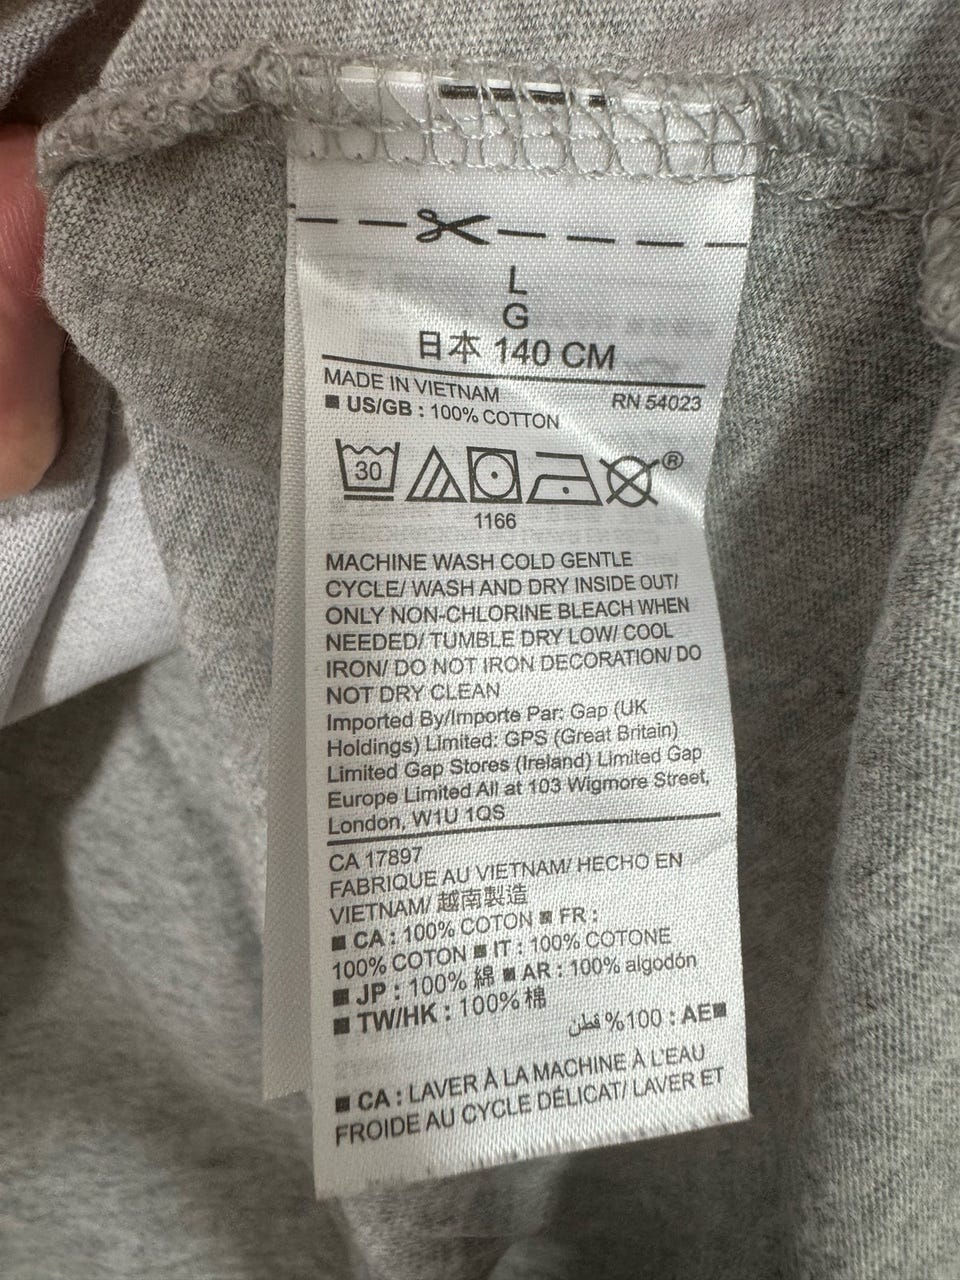 L
G
日本 140 CM
MADE IN VIETNAM
RN 54023
■ US/GB : 100% COTTON
30
®
1166
MACHINE WASH COLD GENTLE
CYCLE/ WASH AND DRY INSIDE OUT/
ONLY NON-CHLORINE BLEACH WHEN
NEEDED/ TUMBLE DRY LOW/ COOL
IRON/ DO NOT IRON DECORATION/ DO
NOT DRY CLEAN
Imported By/Importe Par: Gap (UK
Holdings) Limited: GPS (Great Britain)
Limited Gap Stores (Ireland) Limited Gap
Europe Limited All at 103 Wigmore Street,
London, W1U 1QS
CA 17897
FABRIQUE AU VIETNAM/ HECHO EN
VIETNAM/ 越南製造
■ CA : 100% COTON ■ FR :
100% COTON ■ IT : 100% COTONE
■ JP : 100% 綿 ■ AR : 100% algodón
■ TW/HK : 100% 棉
■AE : 100% قطن
■ CA : LAVER À LA MACHINE À L'EAU
FROIDE AU CYCLE DÉLICAT/ LAVER ET